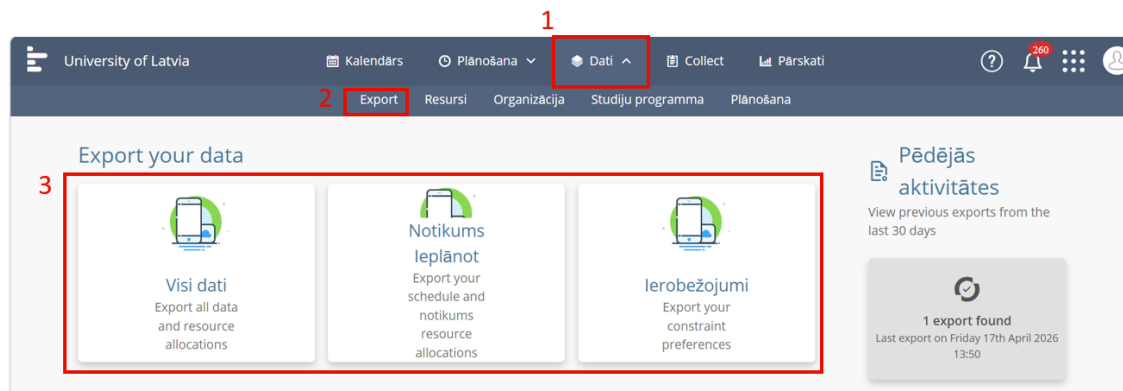 1
University of Latvia Kalendārs Plānošana Dati Collect Pārskati 260
2 Export Resursi Organizācija Studiju programma Plānošana
Export your data
3
Visi dati
Export all data
and resource
allocations
Notikums
Ieplānot
Export your
schedule and
notikums
resource
allocations
Ierobežojumi
Export your
constraint
preferences
Pēdējās
aktivitātes
View previous exports from the
last 30 days
1 export found
Last export on Friday 17th April 2026
13:50